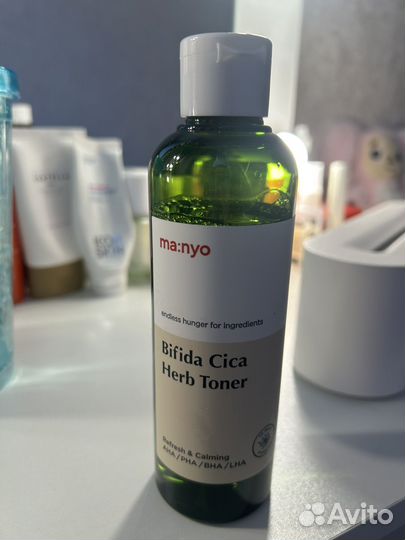 ma:nyo
endless hunger for ingredients
Bifida Cica
Herb Toner
Refresh & Calming
AHA / PHA / BHA / LHA
Avito